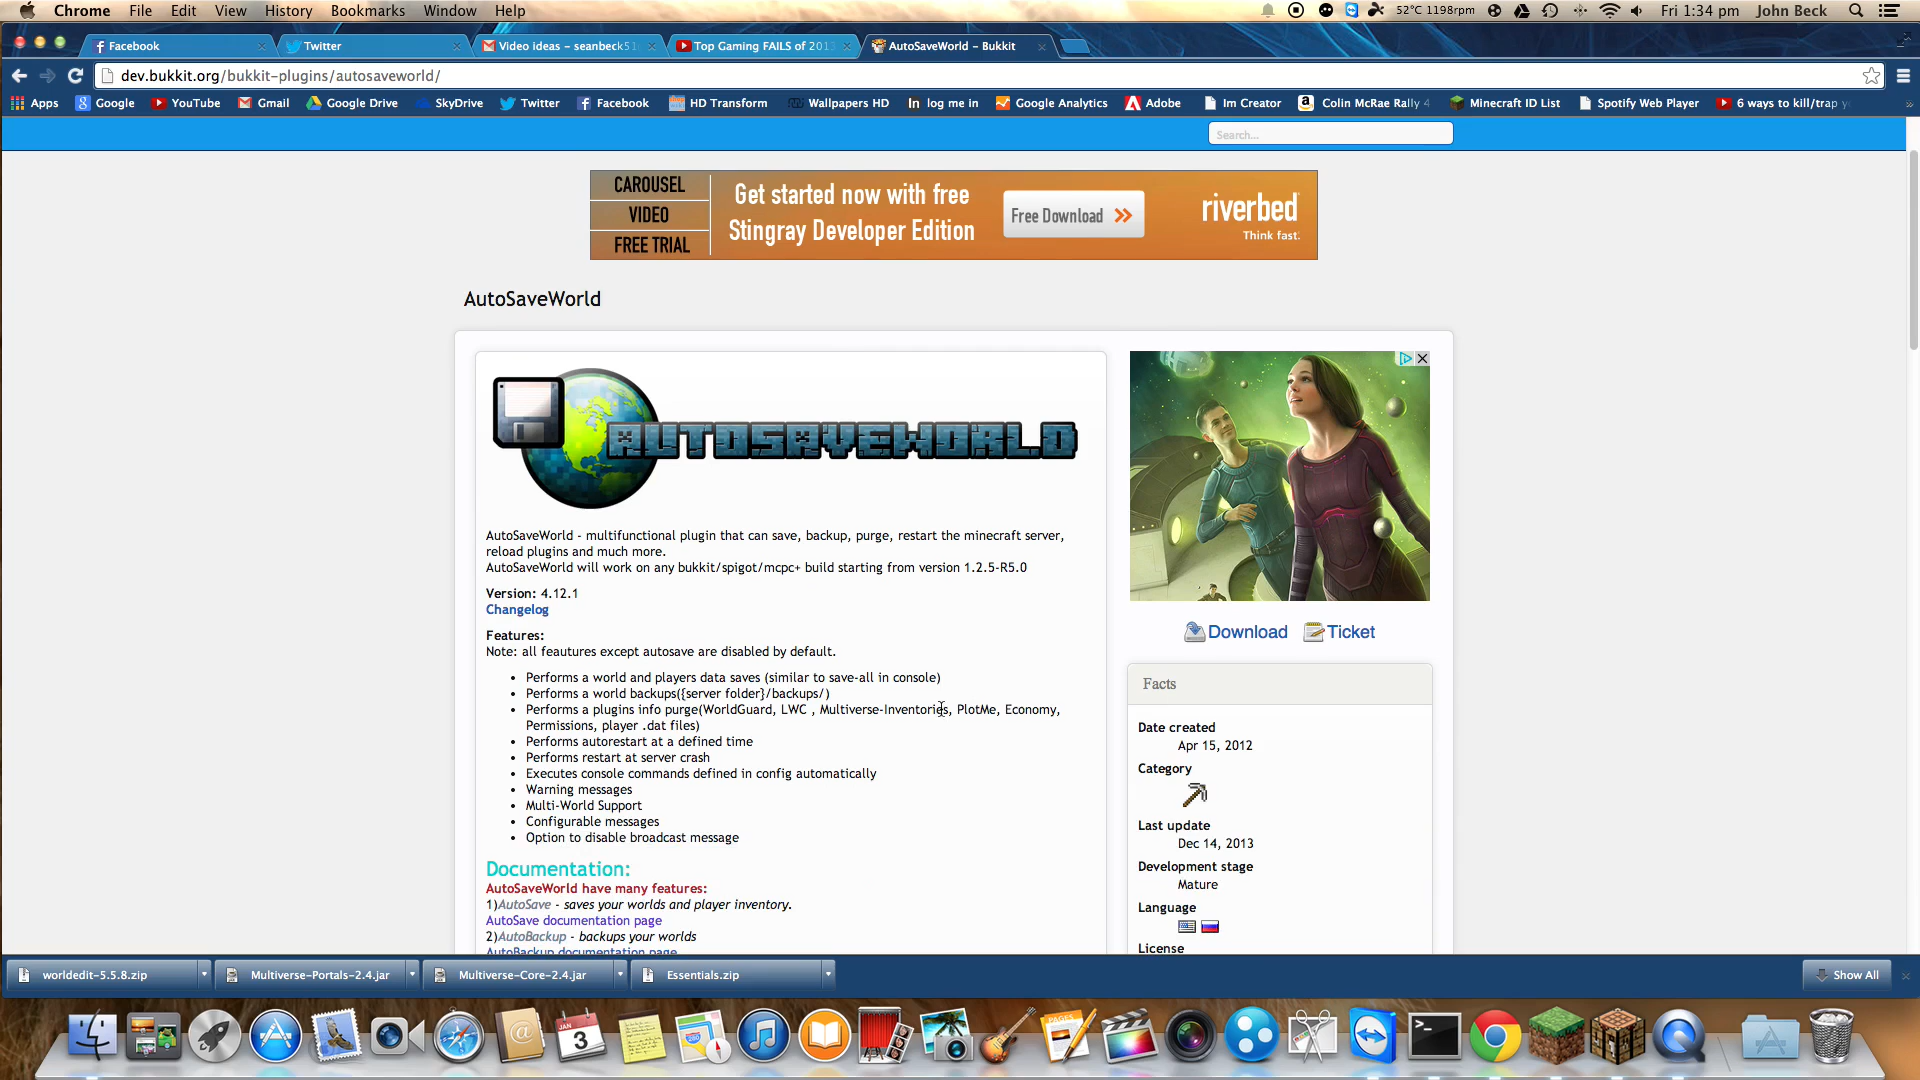 Chrome File Edit View History Bookmarks Window Help 52°C 1198rpm Fri 1:34 pm John Beck
Facebook Twitter Video ideas – seanbeck51 Top Gaming FAILS of 2013 AutoSaveWorld - Bukkit
dev.bukkit.org/bukkit-plugins/autosaveworld/
Apps Google YouTube Gmail Google Drive SkyDrive Twitter Facebook HD Transform Wallpapers HD log me in Google Analytics Adobe Im Creator Colin McRae Rally 4 Minecraft ID List Spotify Web Player 6 ways to kill/trap y
Search...
CAROUSEL
VIDEO
FREE TRIAL
Get started now with free
Stingray Developer Edition
Free Download
riverbed
Think fast.
AutoSaveWorld
AUTOSAVEWORLD
AutoSaveWorld - multifunctional plugin that can save, backup, purge, restart the minecraft server,
reload plugins and much more.
AutoSaveWorld will work on any bukkit/spigot/mcpc+ build starting from version 1.2.5-R5.0
Version: 4.12.1
Changelog
Features:
Note: all feautures except autosave are disabled by default.
• Performs a world and players data saves (similar to save-all in console)
• Performs a world backups({server folder}/backups/)
• Performs a plugins info purge(WorldGuard, LWC , Multiverse-Inventories, PlotMe, Economy,
Permissions, player .dat files)
• Performs autorestart at a defined time
• Performs restart at server crash
• Executes console commands defined in config automatically
• Warning messages
• Multi-World Support
• Configurable messages
• Option to disable broadcast message
Documentation:
AutoSaveWorld have many features:
1)AutoSave - saves your worlds and player inventory.
AutoSave documentation page
2)AutoBackup - backups your worlds
AutoBackup documentation page
Download Ticket
Facts
Date created
Apr 15, 2012
Category
Last update
Dec 14, 2013
Development stage
Mature
Language
License
worldedit-5.5.8.zip Multiverse-Portals-2.4.jar Multiverse-Core-2.4.jar Essentials.zip Show All
JAN
3
PAGES